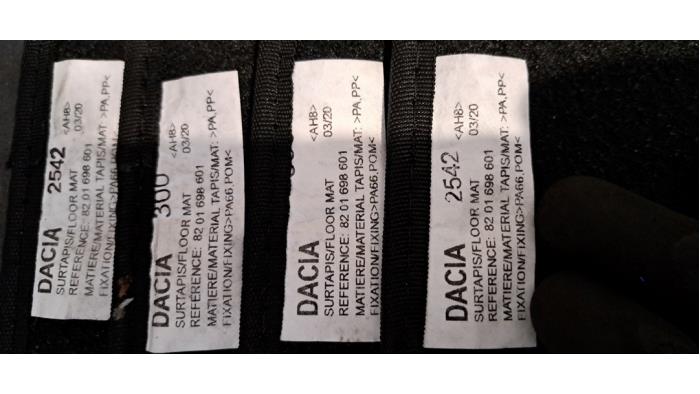 DACIA 2542 <AH8>
SURTAPIS/FLOOR MAT 03/20
REFERENCE: 82 01 698 601
MATIERE/MATERIAL TAPIS/MAT: >PA,PP<
FIXATION/FIXING>PA66,POM<
DACIA 300 <AH8>
SURTAPIS/FLOOR MAT 03/20
REFERENCE: 82 01 698 601
MATIERE/MATERIAL TAPIS/MAT: >PA,PP<
FIXATION/FIXING>PA66,POM<
DACIA <AH8>
SURTAPIS/FLOOR MAT 03/20
REFERENCE: 82 01 698 601
MATIERE/MATERIAL TAPIS/MAT: >PA,PP<
FIXATION/FIXING>PA66,POM<
DACIA 2542 <AH8>
SURTAPIS/FLOOR MAT 03/20
REFERENCE: 82 01 698 601
MATIERE/MATERIAL TAPIS/MAT: >PA,PP<
FIXATION/FIXING>PA66,POM<